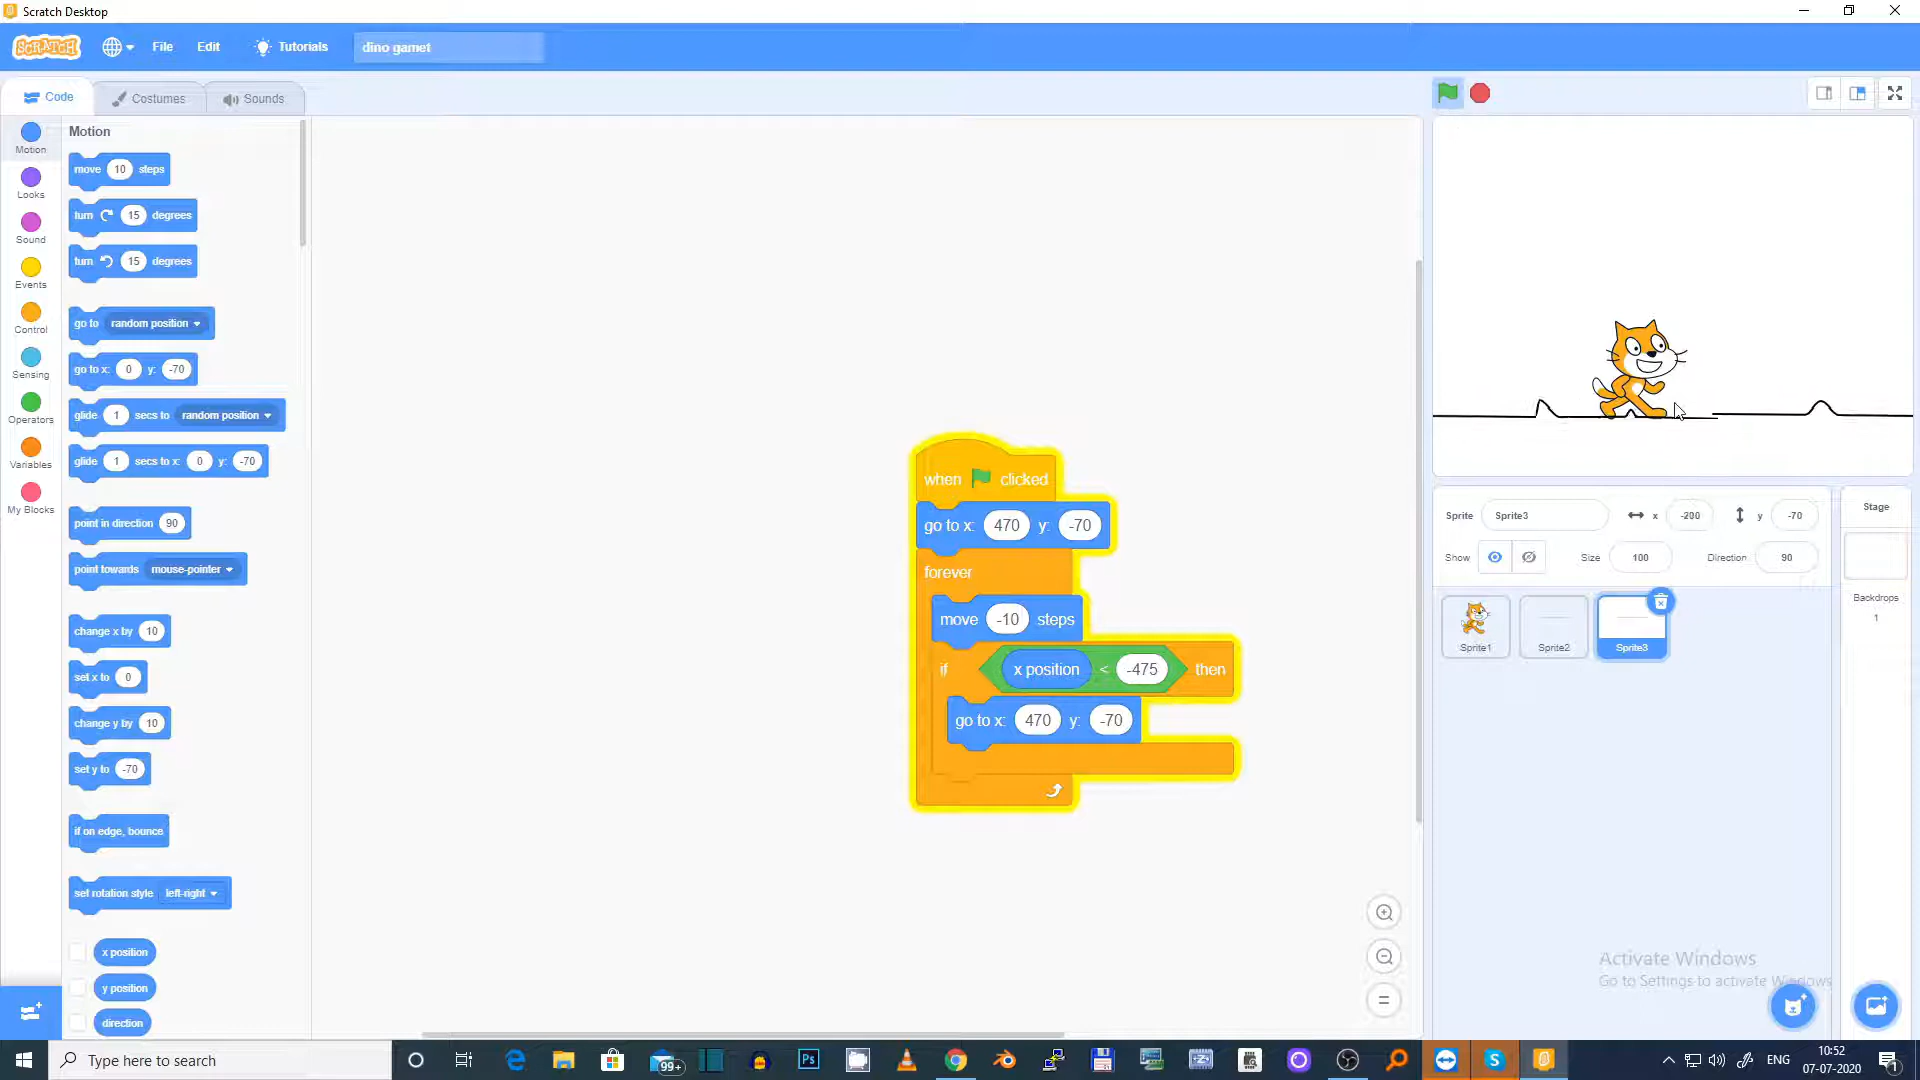 Scratch Desktop
SCRATCH
File
Edit
Tutorials
dino gamet
Code
Costumes
Sounds
Motion
Looks
Sound
Events
Control
Sensing
Operators
Variables
My Blocks
Motion
move 10 steps
turn 15 degrees
turn 15 degrees
go to random position
go to x: 0 y: -70
glide 1 secs to random position
glide 1 secs to x: 0 y: -70
point in direction 90
point towards mouse-pointer
change x by 10
set x to 0
change y by 10
set y to -70
if on edge, bounce
set rotation style left-right
x position
y position
direction
when clicked
go to x: 470 y: -70
forever
move -10 steps
if x position < -475 then
go to x: 470 y: -70
Sprite Sprite3 x -200 y -70
Show Size 100 Direction 90
Sprite1
Sprite2
Sprite3
Stage
Backdrops
1
Activate Windows
Go to Settings to activate Windows
Type here to search
99+
Ps
S
ENG
10:52
07-07-2020
1